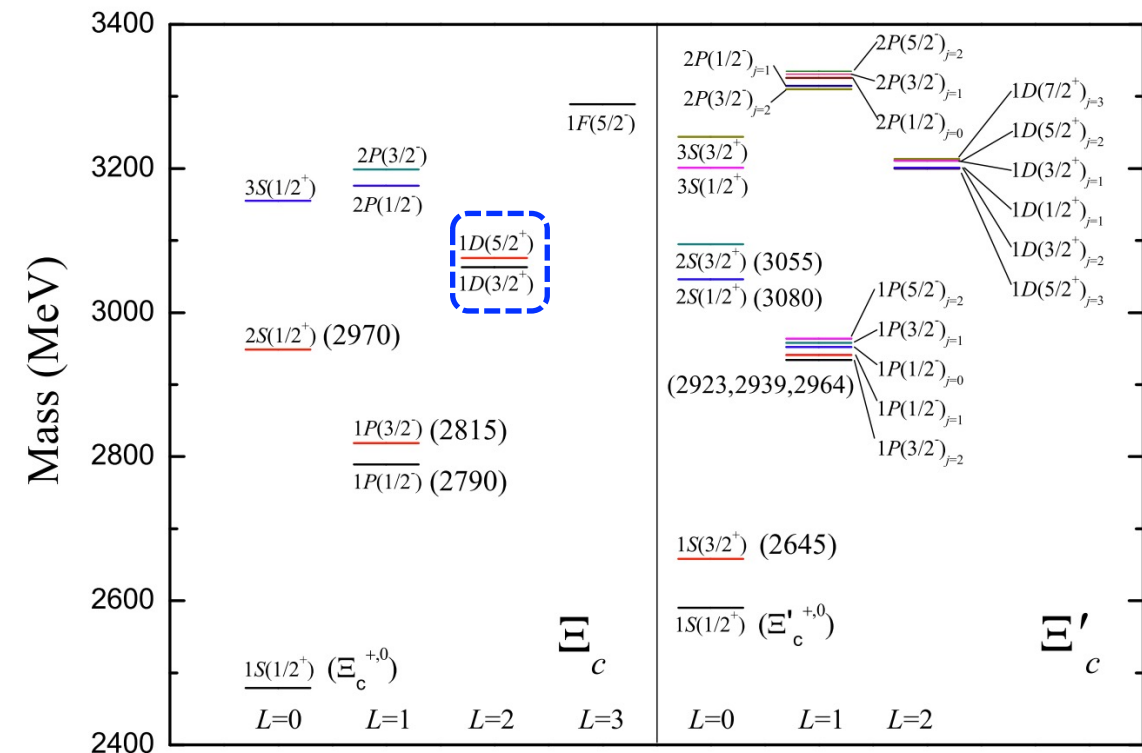 Mass (MeV)
3400
3200
3000
2800
2600
2400
3S(1/2⁺)
2S(1/2⁺) (2970)
1S(1/2⁺) (Ξc⁺,⁰)
L=0
2P(3/2⁻)
2P(1/2⁻)
1P(3/2⁻) (2815)
1P(1/2⁻) (2790)
L=1
1D(5/2⁺)
1D(3/2⁺)
L=2
1F(5/2⁻)
Ξc
L=3
3S(3/2⁺)
3S(1/2⁺)
2S(3/2⁺) (3055)
2S(1/2⁺) (3080)
(2923,2939,2964)
1S(3/2⁺) (2645)
1S(1/2⁺) (Ξ'c⁺,⁰)
L=0
2P(1/2⁻)j=1
2P(3/2⁻)j=2
2P(5/2⁻)j=2
2P(3/2⁻)j=1
2P(1/2⁻)j=0
1P(5/2⁻)j=2
1P(3/2⁻)j=1
1P(1/2⁻)j=0
1P(1/2⁻)j=1
1P(3/2⁻)j=2
L=1
1D(7/2⁺)j=3
1D(5/2⁺)j=2
1D(3/2⁺)j=1
1D(1/2⁺)j=1
1D(3/2⁺)j=2
1D(5/2⁺)j=3
L=2
Ξ'c